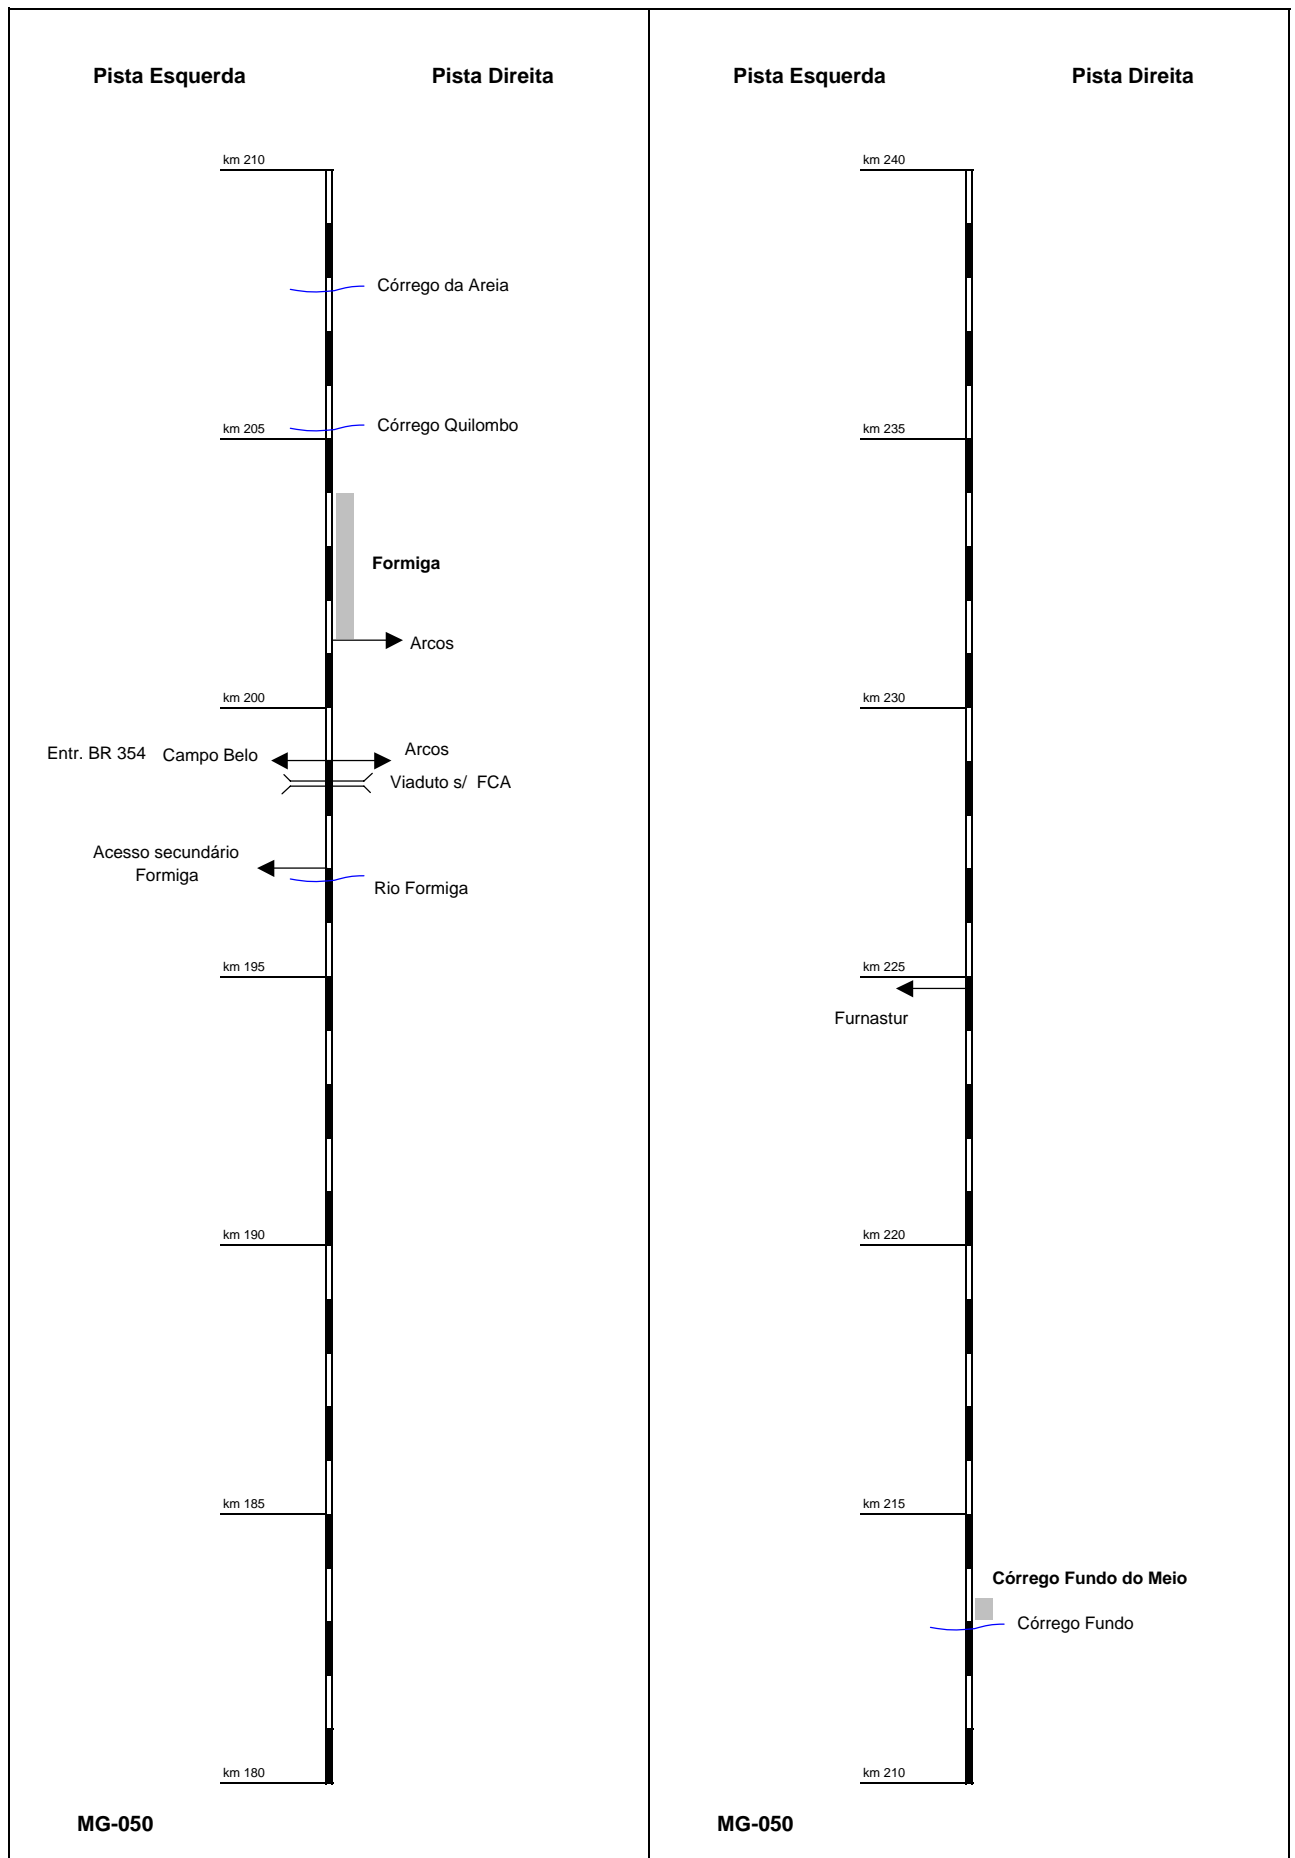 Pista Esquerda
Pista Direita
km 210
Córrego da Areia
Córrego Quilombo
km 205
Formiga
Arcos
km 200
Entr. BR 354 Campo Belo
Arcos
Viaduto s/ FCA
Acesso secundário
Formiga
Rio Formiga
km 195
km 190
km 185
km 180
MG-050
Pista Esquerda
Pista Direita
km 240
km 235
km 230
km 225
Furnastur
km 220
km 215
Córrego Fundo do Meio
Córrego Fundo
km 210
MG-050